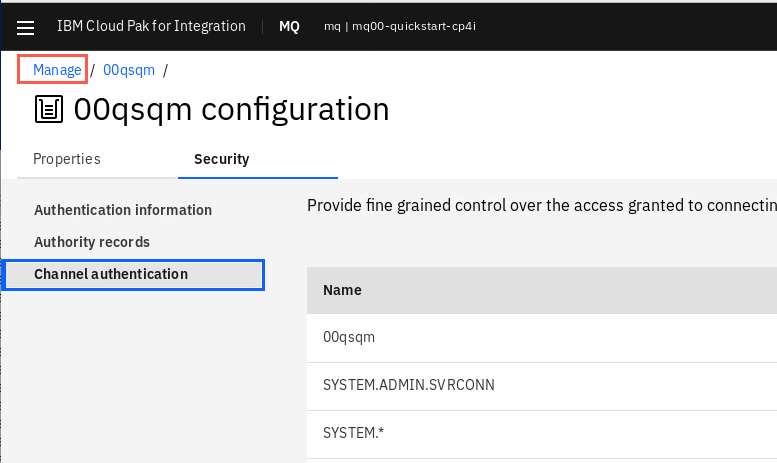 IBM Cloud Pak for Integration | MQ mq | mq00-quickstart-cp4i
Manage / 00qsqm /
00qsqm configuration
Properties Security
Authentication information
Authority records
Channel authentication
Provide fine grained control over the access granted to connectin
Name
00qsqm
SYSTEM.ADMIN.SVRCONN
SYSTEM.*